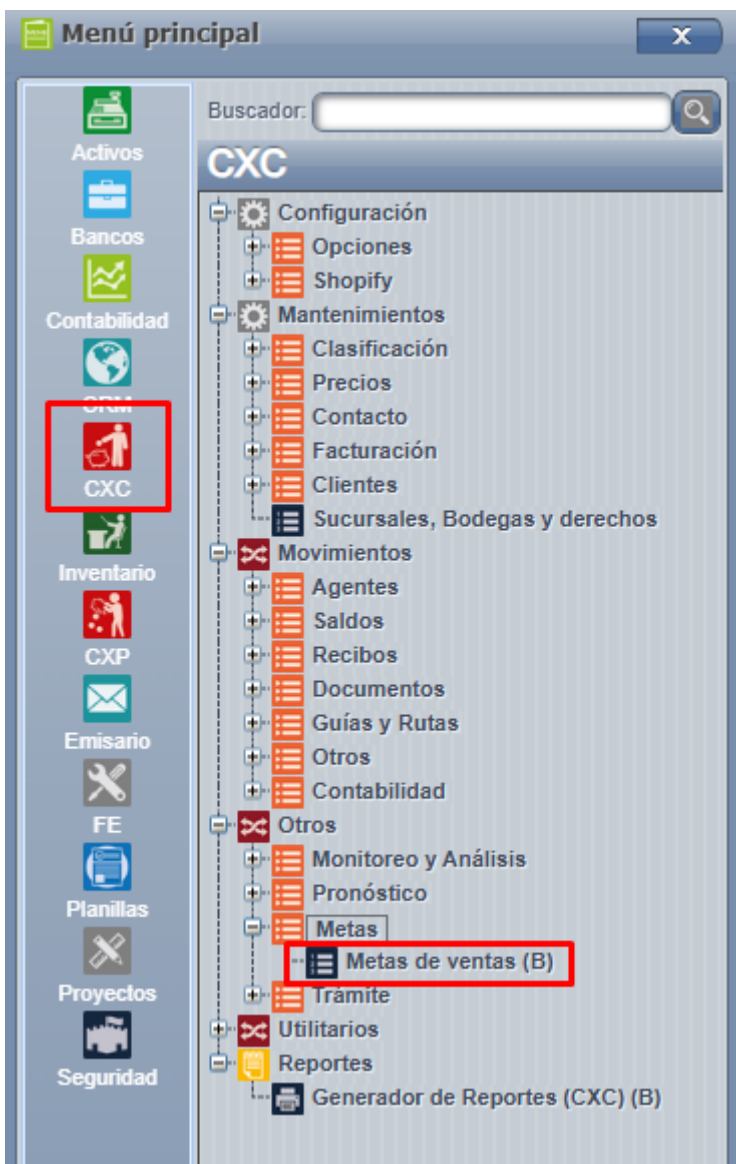 Menú principal
x
Activos
Bancos
Contabilidad
CRM
CXC
Inventario
CXP
Emisario
FE
Planillas
Proyectos
Seguridad
Buscador:
CXC
Configuración
Opciones
Shopify
Mantenimientos
Clasificación
Precios
Contacto
Facturación
Clientes
Sucursales, Bodegas y derechos
Movimientos
Agentes
Saldos
Recibos
Documentos
Guías y Rutas
Otros
Contabilidad
Otros
Monitoreo y Análisis
Pronóstico
Metas
Metas de ventas (B)
Trámite
Utilitarios
Reportes
Generador de Reportes (CXC) (B)